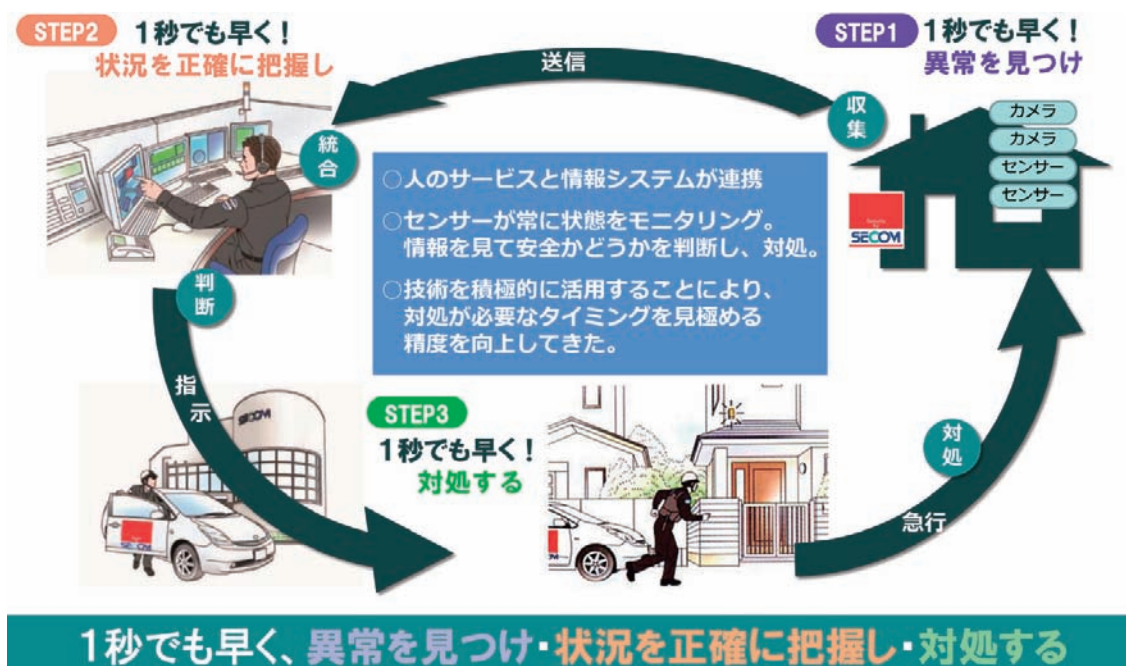 STEP1
1秒でも早く!
異常を見つけ
カメラ
カメラ
センサー
センサー
SECOM
収集
送信
STEP2
1秒でも早く!
状況を正確に把握し
統合
判断
指示
○人のサービスと情報システムが連携
○センサーが常に状態をモニタリング。
情報を見て安全かどうかを判断し、対処。
○技術を積極的に活用することにより、
対処が必要なタイミングを見極める
精度を向上してきた。
SECOM
STEP3
1秒でも早く!
対処する
SECOM
対処
急行
1秒でも早く、異常を見つけ・状況を正確に把握し・対処する